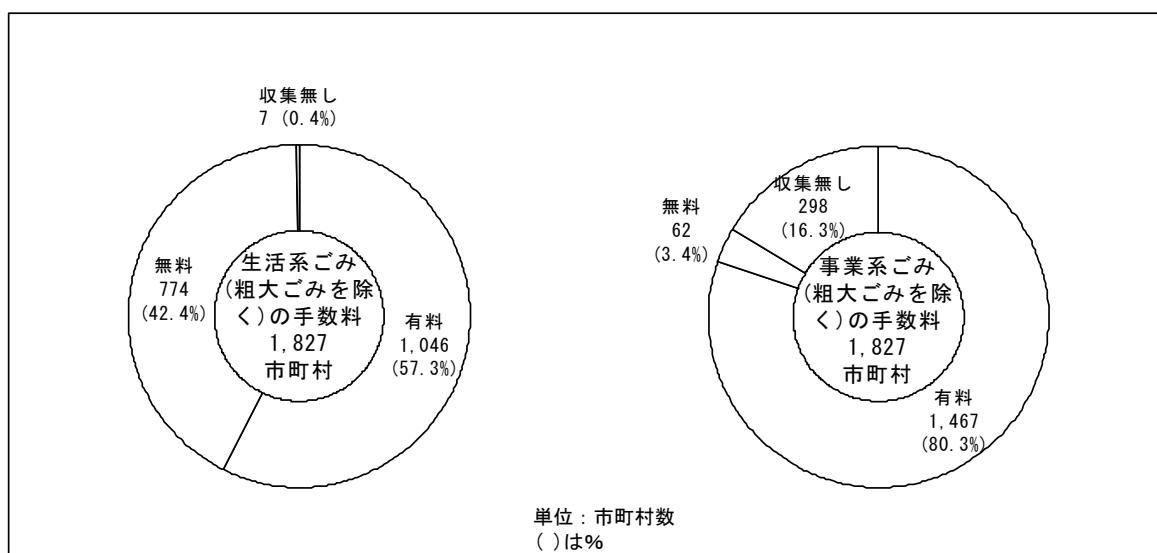 収集無し
7 (0.4%)
無料
774
(42.4%)
生活系ごみ
(粗大ごみを除
く)の手数料
1,827
市町村
有料
1,046
(57.3%)
収集無し
298
(16.3%)
無料
62
(3.4%)
事業系ごみ
(粗大ごみを除
く)の手数料
1,827
市町村
有料
1,467
(80.3%)
単位：市町村数
( )は%